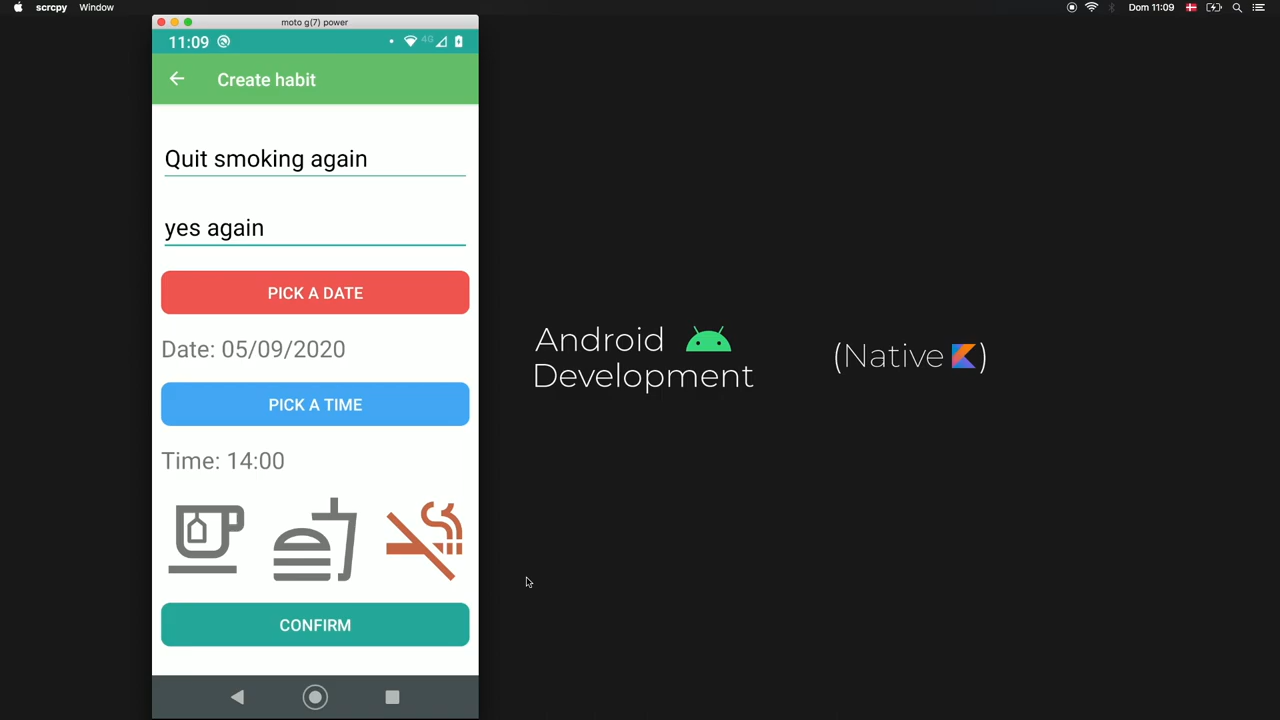 scrcpy Window
Dom 11:09
moto g(7) power
11:09
4G
Create habit
Quit smoking again
yes again
PICK A DATE
Date: 05/09/2020
PICK A TIME
Time: 14:00
CONFIRM
Android
Development
(Native )